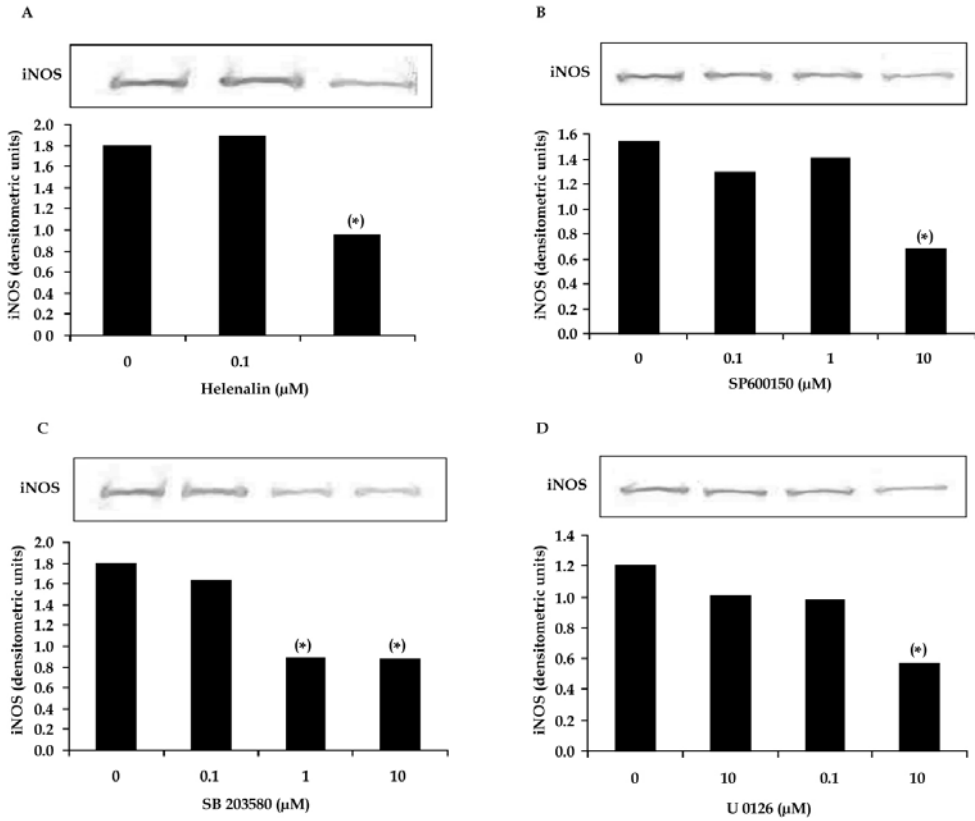 A
iNOS
iNOS (densitometric units)
2.0
1.8
1.6
1.4
1.2
1.0
0.8
0.6
0.4
0.2
0 0
(*)
0 0.1
Helenalin (µM)
B
iNOS
iNOS (densitometric units)
1.6
1.4
1.2
1.0
0.8
0.6
0.4
0.2
0.0
(*)
0 0.1 1 10
SP600150 (µM)
C
iNOS
iNOS (densitometric units)
2.0
1.8
1.6
1.4
1.2
1.0
0.8
0.6
0.4
0.2
0.0
(*) (*)
0 0.1 1 10
SB 203580 (µM)
D
iNOS
iNOS (densitometric units)
1.4
1.2
1.0
0.8
0.6
0.4
0.2
0.0
(*)
0 10 0.1 10
U 0126 (µM)